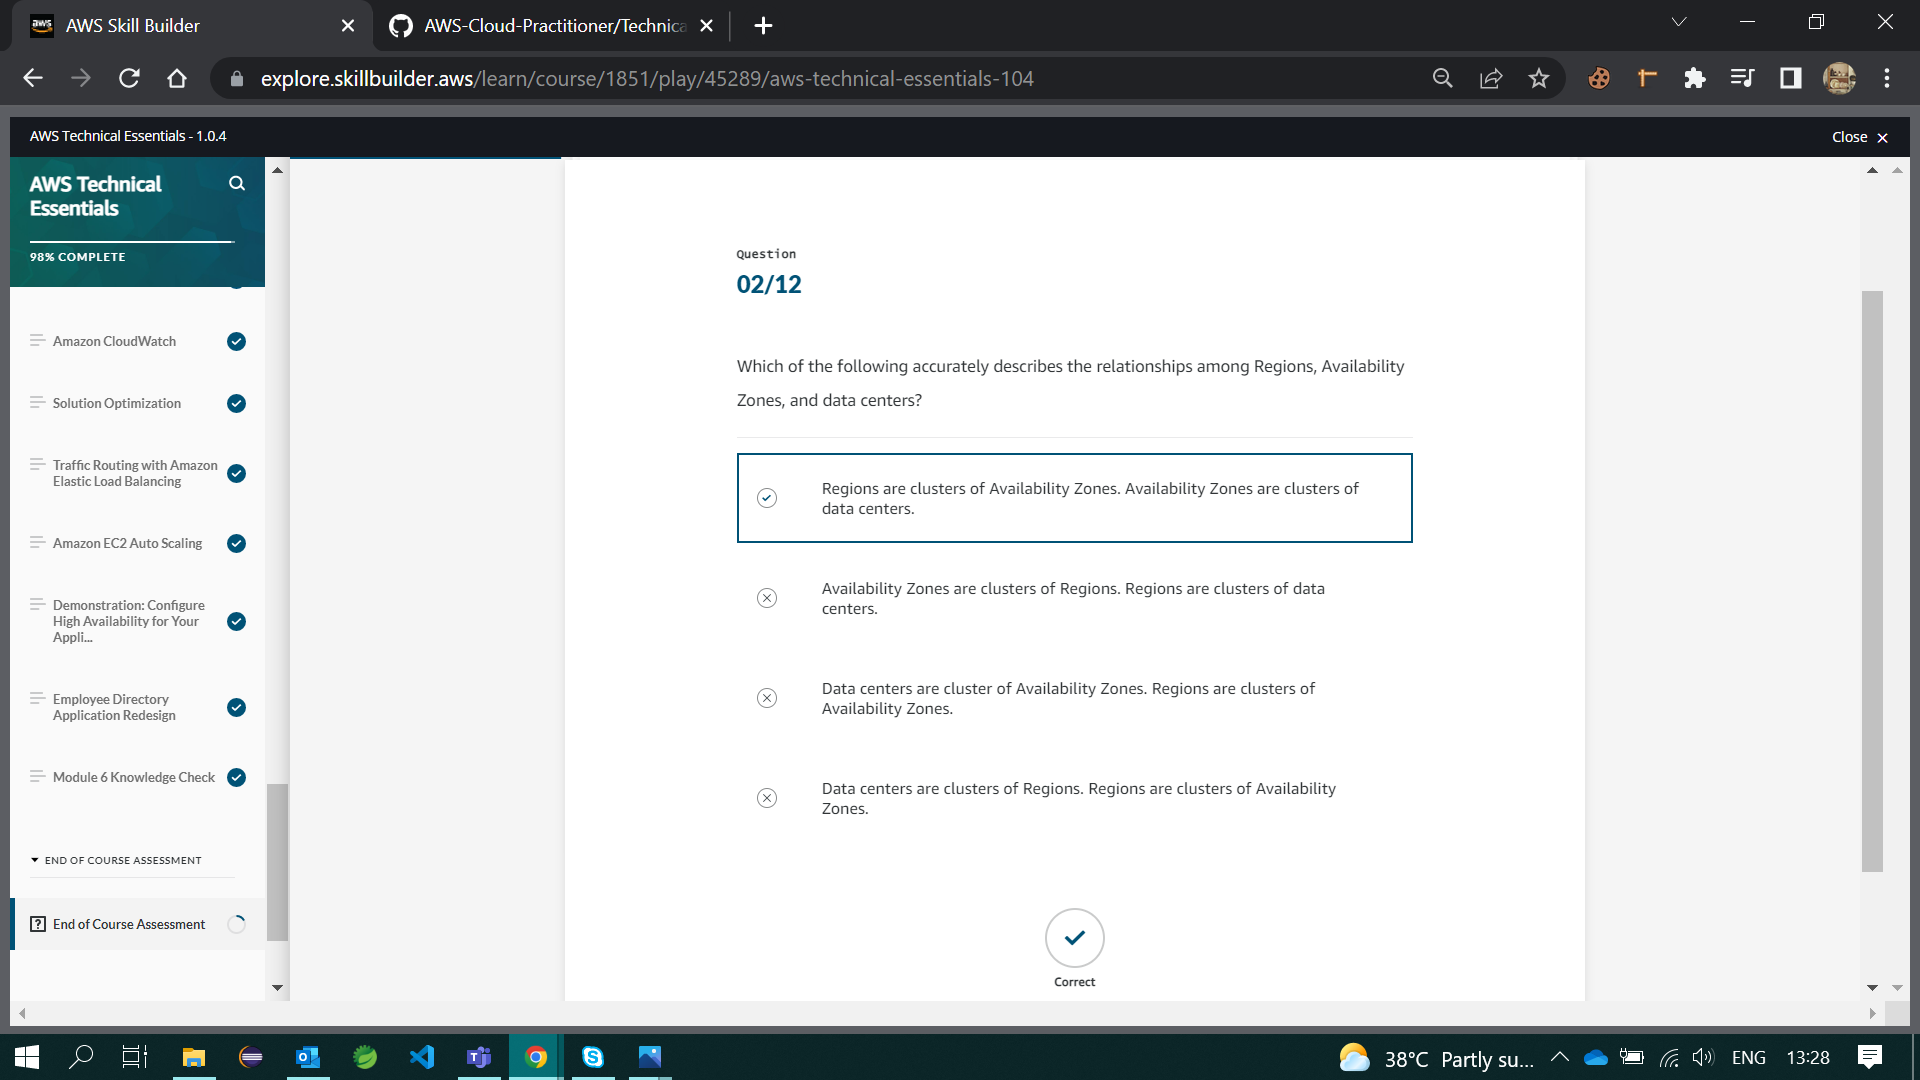 AWS Skill Builder
AWS-Cloud-Practitioner/Technica
explore.skillbuilder.aws/learn/course/1851/play/45289/aws-technical-essentials-104
AWS Technical Essentials - 1.0.4
Close
AWS Technical
Essentials
98% COMPLETE
Amazon CloudWatch
Solution Optimization
Traffic Routing with Amazon
Elastic Load Balancing
Amazon EC2 Auto Scaling
Demonstration: Configure
High Availability for Your
Appli...
Employee Directory
Application Redesign
Module 6 Knowledge Check
END OF COURSE ASSESSMENT
End of Course Assessment
Question
02/12
Which of the following accurately describes the relationships among Regions, Availability
Zones, and data centers?
Regions are clusters of Availability Zones. Availability Zones are clusters of
data centers.
Availability Zones are clusters of Regions. Regions are clusters of data
centers.
Data centers are cluster of Availability Zones. Regions are clusters of
Availability Zones.
Data centers are clusters of Regions. Regions are clusters of Availability
Zones.
Correct
38°C Partly su...
ENG
13:28